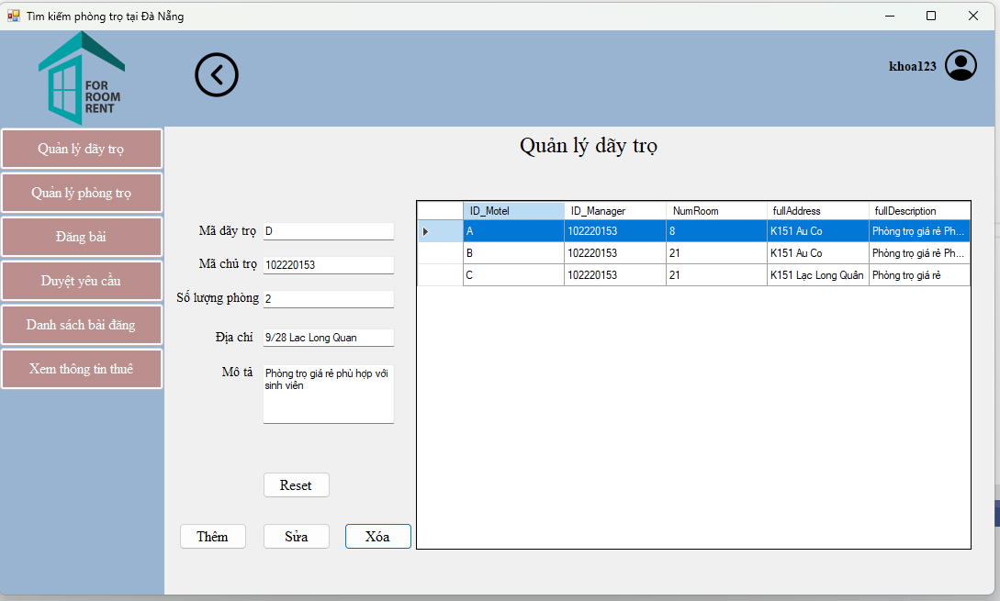 Tìm kiếm phòng trọ tại Đà Nẵng
FOR
ROOM
RENT
khoa123
Quản lý dãy trọ
Quản lý phòng trọ
Đăng bài
Duyệt yêu cầu
Danh sách bài đăng
Xem thông tin thuê
Quản lý dãy trọ
Mã dãy trọ D
Mã chủ trọ 102220153
Số lượng phòng 2
Địa chỉ 9/28 Lac Long Quan
Mô tả Phòng trọ giá rẻ phù hợp với
sinh viên
Reset
Thêm Sửa Xóa
ID_Motel ID_Manager NumRoom fullAddress fullDescription
A 102220153 8 K151 Au Co Phòng trọ giá rẻ Ph...
B 102220153 21 K151 Au Co Phòng trọ giá rẻ Ph...
C 102220153 21 K151 Lạc Long Quân Phòng trọ giá rẻ